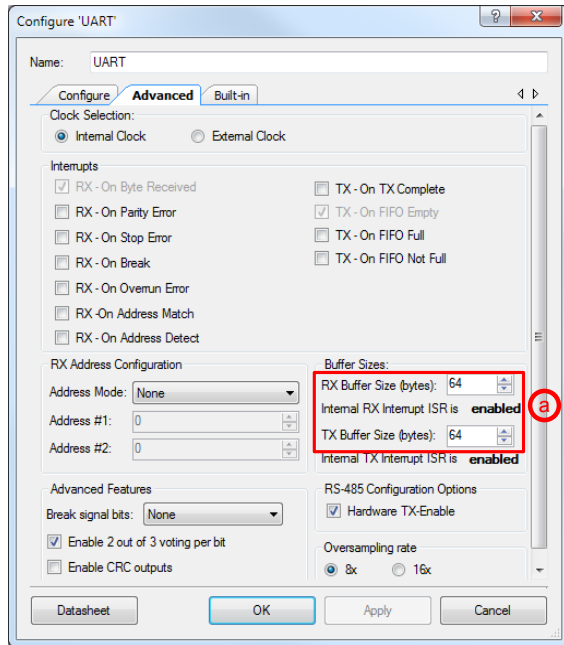 Configure 'UART'
Name: UART
Configure Advanced Built-in
Clock Selection:
Internal Clock External Clock
Interrupts
RX - On Byte Received
RX - On Parity Error
RX - On Stop Error
RX - On Break
RX - On Overrun Error
RX -On Address Match
RX - On Address Detect
TX - On TX Complete
TX - On FIFO Empty
TX - On FIFO Full
TX - On FIFO Not Full
RX Address Configuration
Address Mode: None
Address #1: 0
Address #2: 0
Buffer Sizes:
RX Buffer Size (bytes): 64
Internal RX Interrupt ISR is enabled
a
TX Buffer Size (bytes): 64
Internal TX Interrupt ISR is enabled
Advanced Features
Break signal bits: None
Enable 2 out of 3 voting per bit
Enable CRC outputs
RS-485 Configuration Options
Hardware TX-Enable
Oversampling rate
8x 16x
Datasheet OK Apply Cancel